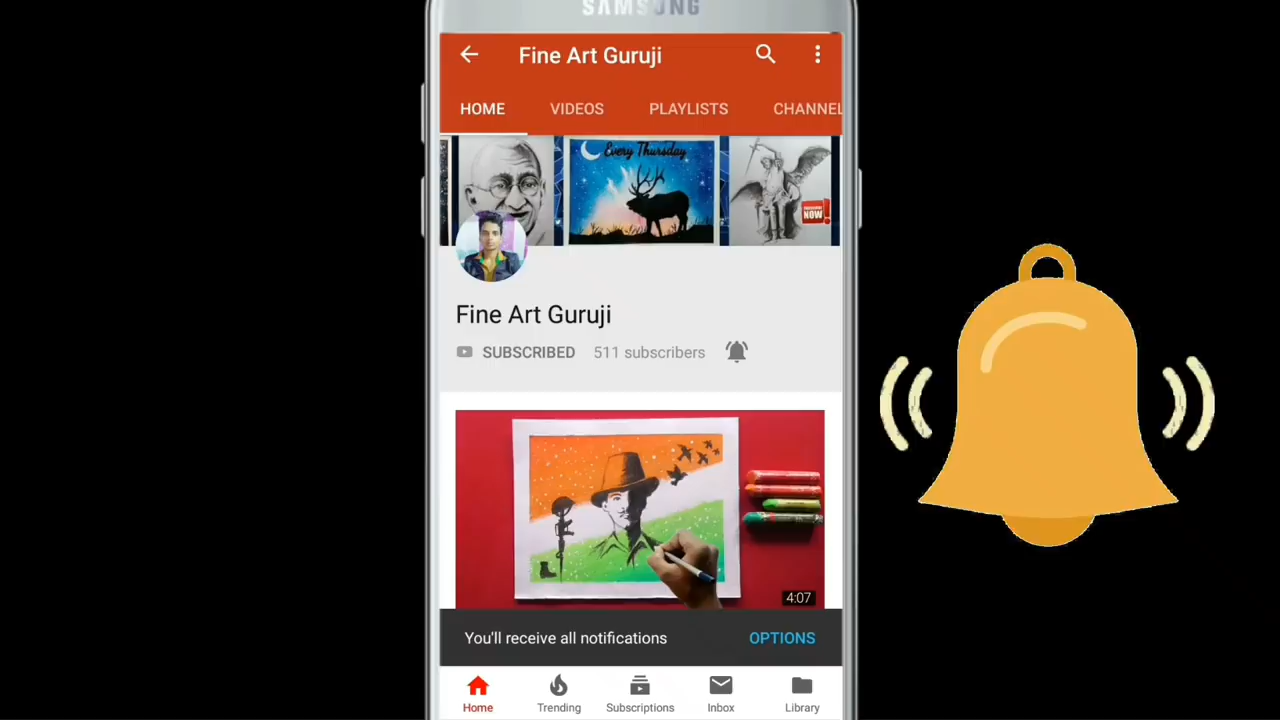 SAMSUNG
Fine Art Guruji
HOME VIDEOS PLAYLISTS CHANNEL
Every Thursday
NOW
Fine Art Guruji
SUBSCRIBED 511 subscribers
4:07
You'll receive all notifications OPTIONS
Home Trending Subscriptions Inbox Library